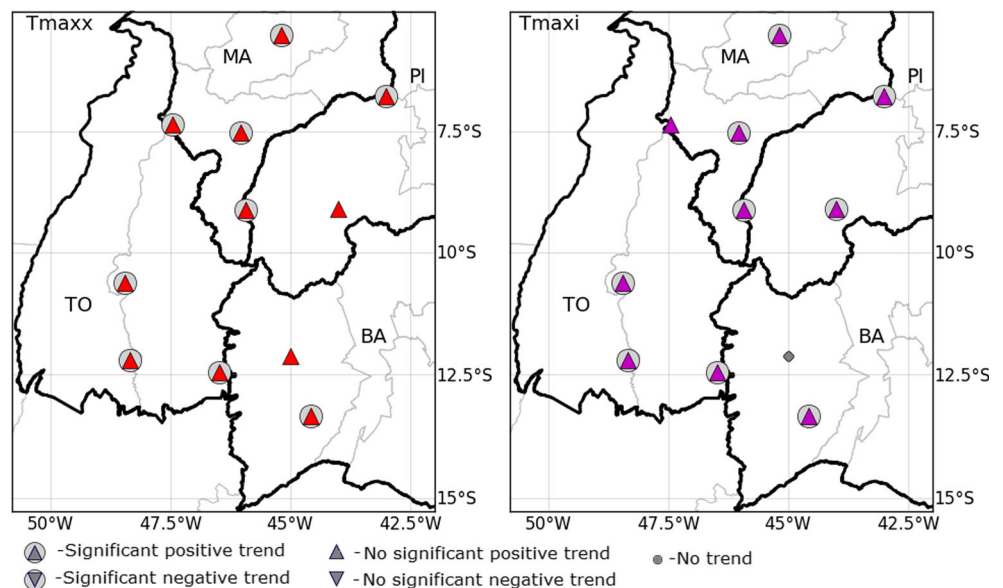 Tmaxx
MA
PI
TO
BA
7.5°S
10°S
12.5°S
15°S
50°W
47.5°W
45°W
42.5°W
Tmaxi
MA
PI
TO
BA
7.5°S
10°S
12.5°S
15°S
50°W
47.5°W
45°W
42.5°W
-Significant positive trend
-No significant positive trend
-No trend
-Significant negative trend
-No significant negative trend